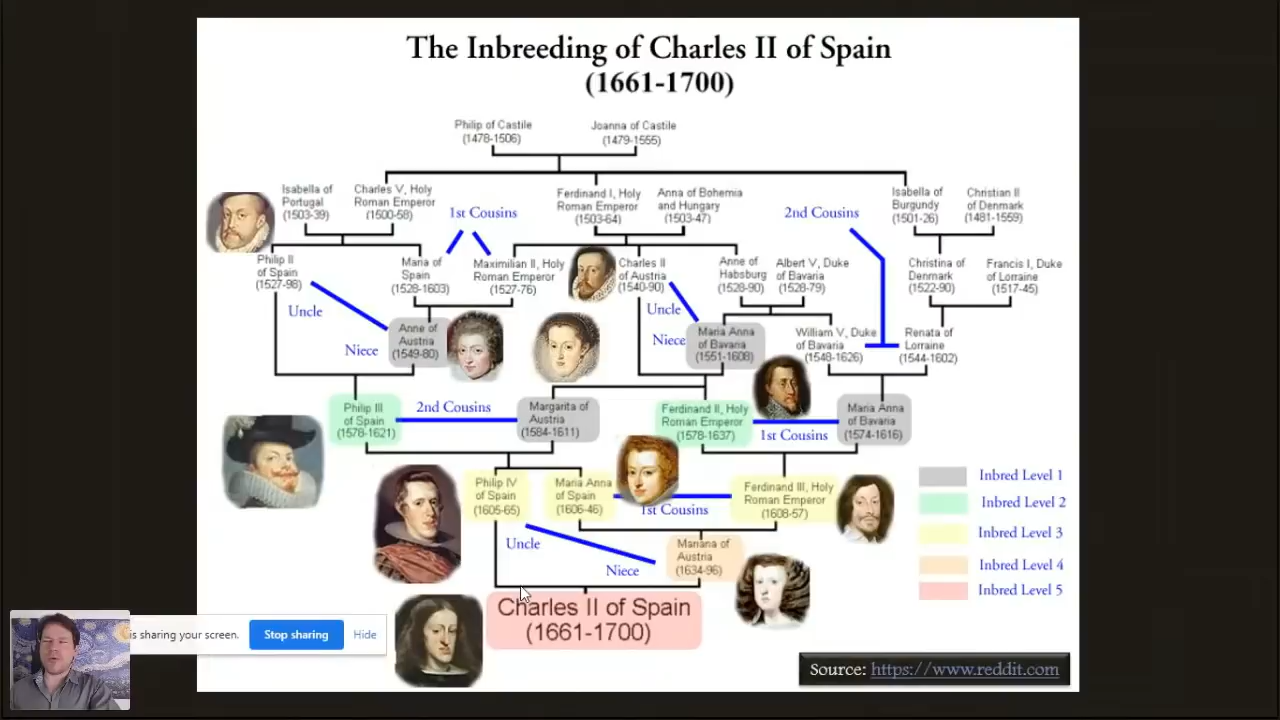 The Inbreeding of Charles II of Spain
(1661-1700)
Philip of Castile
(1478-1506)
Joanna of Castile
(1479-1555)
Isabella of
Portugal
(1503-39)
Charles V, Holy
Roman Emperor
(1500-58)
1st Cousins
Ferdinand I, Holy
Roman Emperor
(1503-64)
Anna of Bohemia
and Hungary
(1503-47)
2nd Cousins
Isabella of
Burgundy
(1501-26)
Christian II
of Denmark
(1481-1559)
Philip II
of Spain
(1527-98)
Maria of
Spain
(1528-1603)
Maximilian II, Holy
Roman Emperor
(1527-76)
Charles II
of Austria
(1540-90)
Anne of
Habsburg
(1528-90)
Albert V, Duke
of Bavaria
(1528-79)
Christina of
Denmark
(1522-90)
Francis I, Duke
of Lorraine
(1517-45)
Uncle
Niece
Anne of
Austria
(1549-80)
Uncle
Niece
Maria Anna
of Bavaria
(1551-1608)
William V, Duke
of Bavaria
(1548-1626)
Renata of
Lorraine
(1544-1602)
Philip III
of Spain
(1578-1621)
2nd Cousins
Margarita of
Austria
(1584-1611)
Ferdinand II, Holy
Roman Emperor
(1578-1637)
1st Cousins
Maria Anna
of Bavaria
(1574-1616)
Philip IV
of Spain
(1605-65)
Maria Anna
of Spain
(1606-46)
1st Cousins
Ferdinand III, Holy
Roman Emperor
(1608-57)
Inbred Level 1
Inbred Level 2
Inbred Level 3
Inbred Level 4
Inbred Level 5
Uncle
Niece
Mariana of
Austria
(1634-96)
Charles II of Spain
(1661-1700)
is sharing your screen.
Stop sharing
Hide
Source: https://www.reddit.com